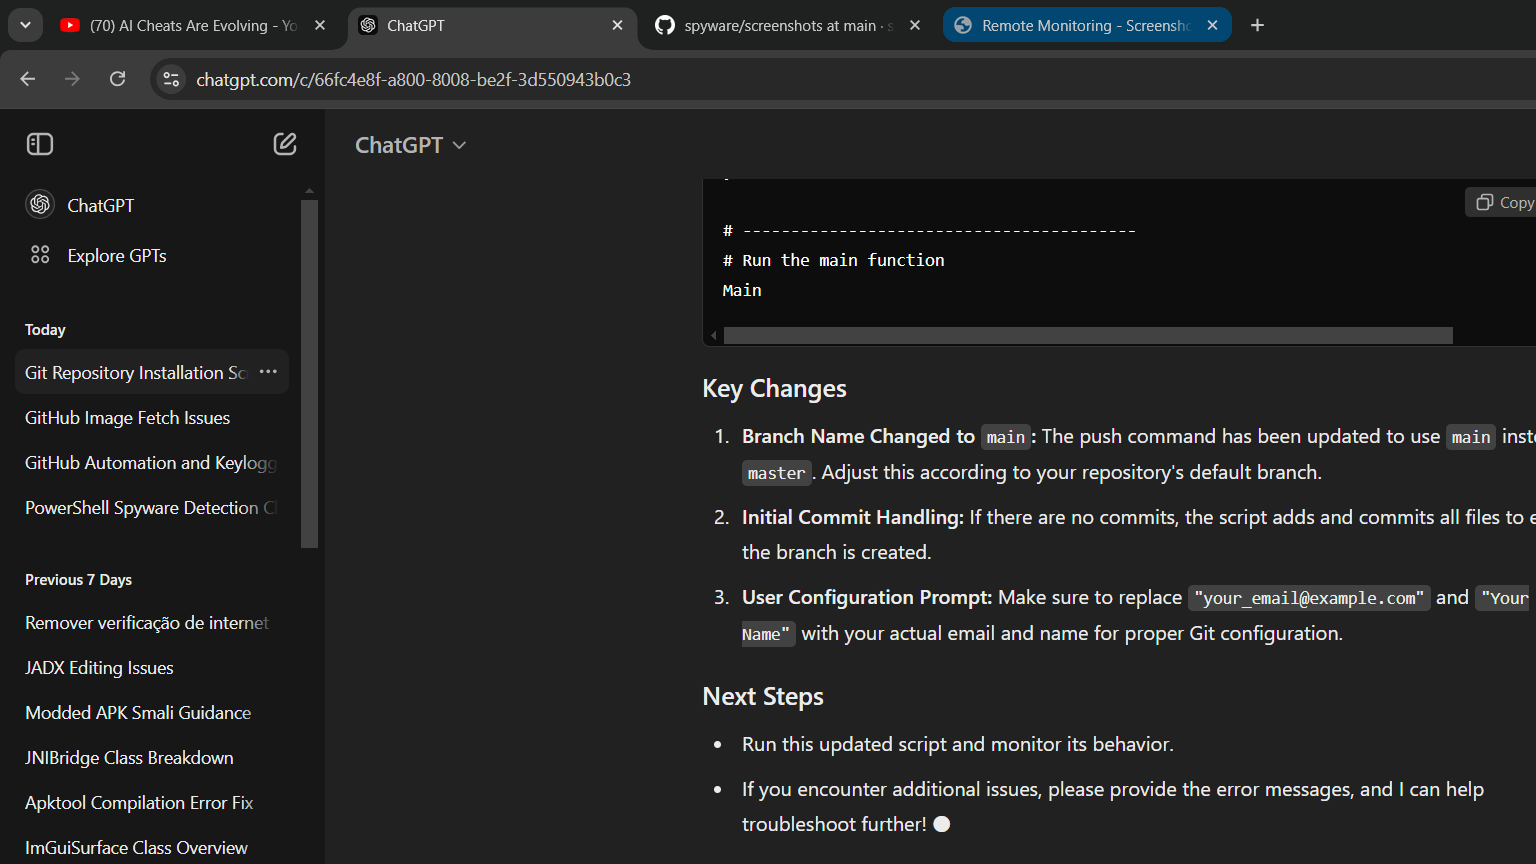 (70) AI Cheats Are Evolving - Yo
ChatGPT
spyware/screenshots at main · s
Remote Monitoring - Screensho
chatgpt.com/c/66fc4e8f-a800-8008-be2f-3d550943b0c3
ChatGPT
ChatGPT
Explore GPTs
Today
Git Repository Installation Sc
GitHub Image Fetch Issues
GitHub Automation and Keylogg
PowerShell Spyware Detection C
Previous 7 Days
Remover verificação de internet
JADX Editing Issues
Modded APK Smali Guidance
JNIBridge Class Breakdown
Apktool Compilation Error Fix
ImGuiSurface Class Overview
Copy
# -----------------------------------------
# Run the main function
Main
Key Changes
1. Branch Name Changed to main: The push command has been updated to use main inst
master. Adjust this according to your repository's default branch.
2. Initial Commit Handling: If there are no commits, the script adds and commits all files to e
the branch is created.
3. User Configuration Prompt: Make sure to replace "your_email@example.com" and "Your
Name" with your actual email and name for proper Git configuration.
Next Steps
• Run this updated script and monitor its behavior.
• If you encounter additional issues, please provide the error messages, and I can help
troubleshoot further!